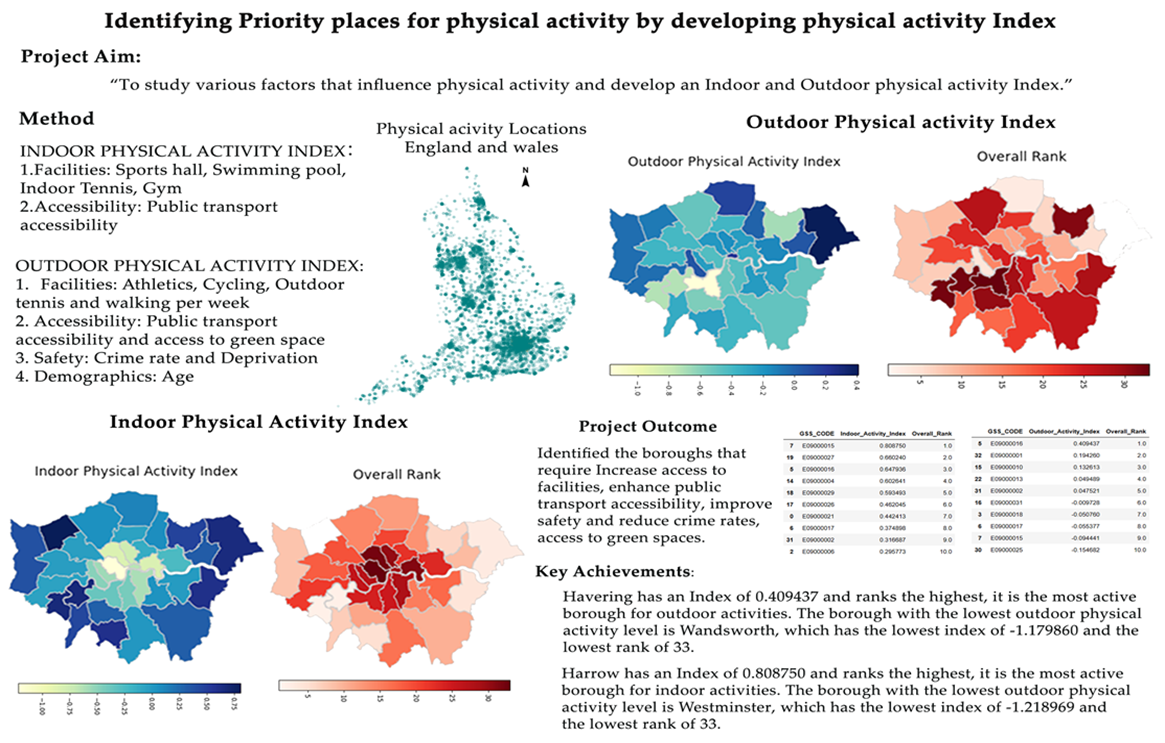 Identifying Priority places for physical activity by developing physical activity Index
Project Aim:
“To study various factors that influence physical activity and develop an Indoor and Outdoor physical activity Index.”
Method
INDOOR PHYSICAL ACTIVITY INDEX:
1.Facilities: Sports hall, Swimming pool,
Indoor Tennis, Gym
2.Accessibility: Public transport
accessibility
OUTDOOR PHYSICAL ACTIVITY INDEX:
1. Facilities: Athletics, Cycling, Outdoor
tennis and walking per week
2. Accessibility: Public transport
accessibility and access to green space
3. Safety: Crime rate and Deprivation
4. Demographics: Age
Physical acivity Locations
England and wales
N
Outdoor Physical activity Index
Outdoor Physical Activity Index
-1.0 -0.8 -0.6 -0.4 -0.2 0.0 0.2 0.4
Overall Rank
5 10 15 20 25 30
Indoor Physical Activity Index
Indoor Physical Activity Index
-1.00 -0.75 -0.50 -0.25 0.00 0.25 0.50 0.75
Overall Rank
5 10 15 20 25 30
Project Outcome
Identified the boroughs that
require Increase access to
facilities, enhance public
transport accessibility, improve
safety and reduce crime rates,
access to green spaces.
GSS_CODE Indoor_Activity_Index Overall_Rank
7 E09000015 0.808750 1.0
19 E09000027 0.660240 2.0
5 E09000016 0.647936 3.0
14 E09000004 0.602641 4.0
18 E09000029 0.593493 5.0
17 E09000026 0.462045 6.0
0 E09000021 0.442413 7.0
6 E09000017 0.374898 8.0
31 E09000002 0.316667 9.0
2 E09000006 0.295773 10.0
GSS_CODE Outdoor_Activity_Index Overall_Rank
5 E09000016 0.409437 1.0
32 E09000001 0.194260 2.0
15 E09000010 0.132613 3.0
22 E09000013 0.049489 4.0
31 E09000002 0.047521 5.0
16 E09000031 -0.009728 6.0
3 E09000018 -0.050760 7.0
6 E09000017 -0.055377 8.0
7 E09000015 -0.094441 9.0
30 E09000025 -0.154682 10.0
Key Achievements:
Havering has an Index of 0.409437 and ranks the highest, it is the most active
borough for outdoor activities. The borough with the lowest outdoor physical
activity level is Wandsworth, which has the lowest index of -1.179860 and the
lowest rank of 33.
Harrow has an Index of 0.808750 and ranks the highest, it is the most active
borough for indoor activities. The borough with the lowest outdoor physical
activity level is Westminster, which has the lowest index of -1.218969 and
the lowest rank of 33.